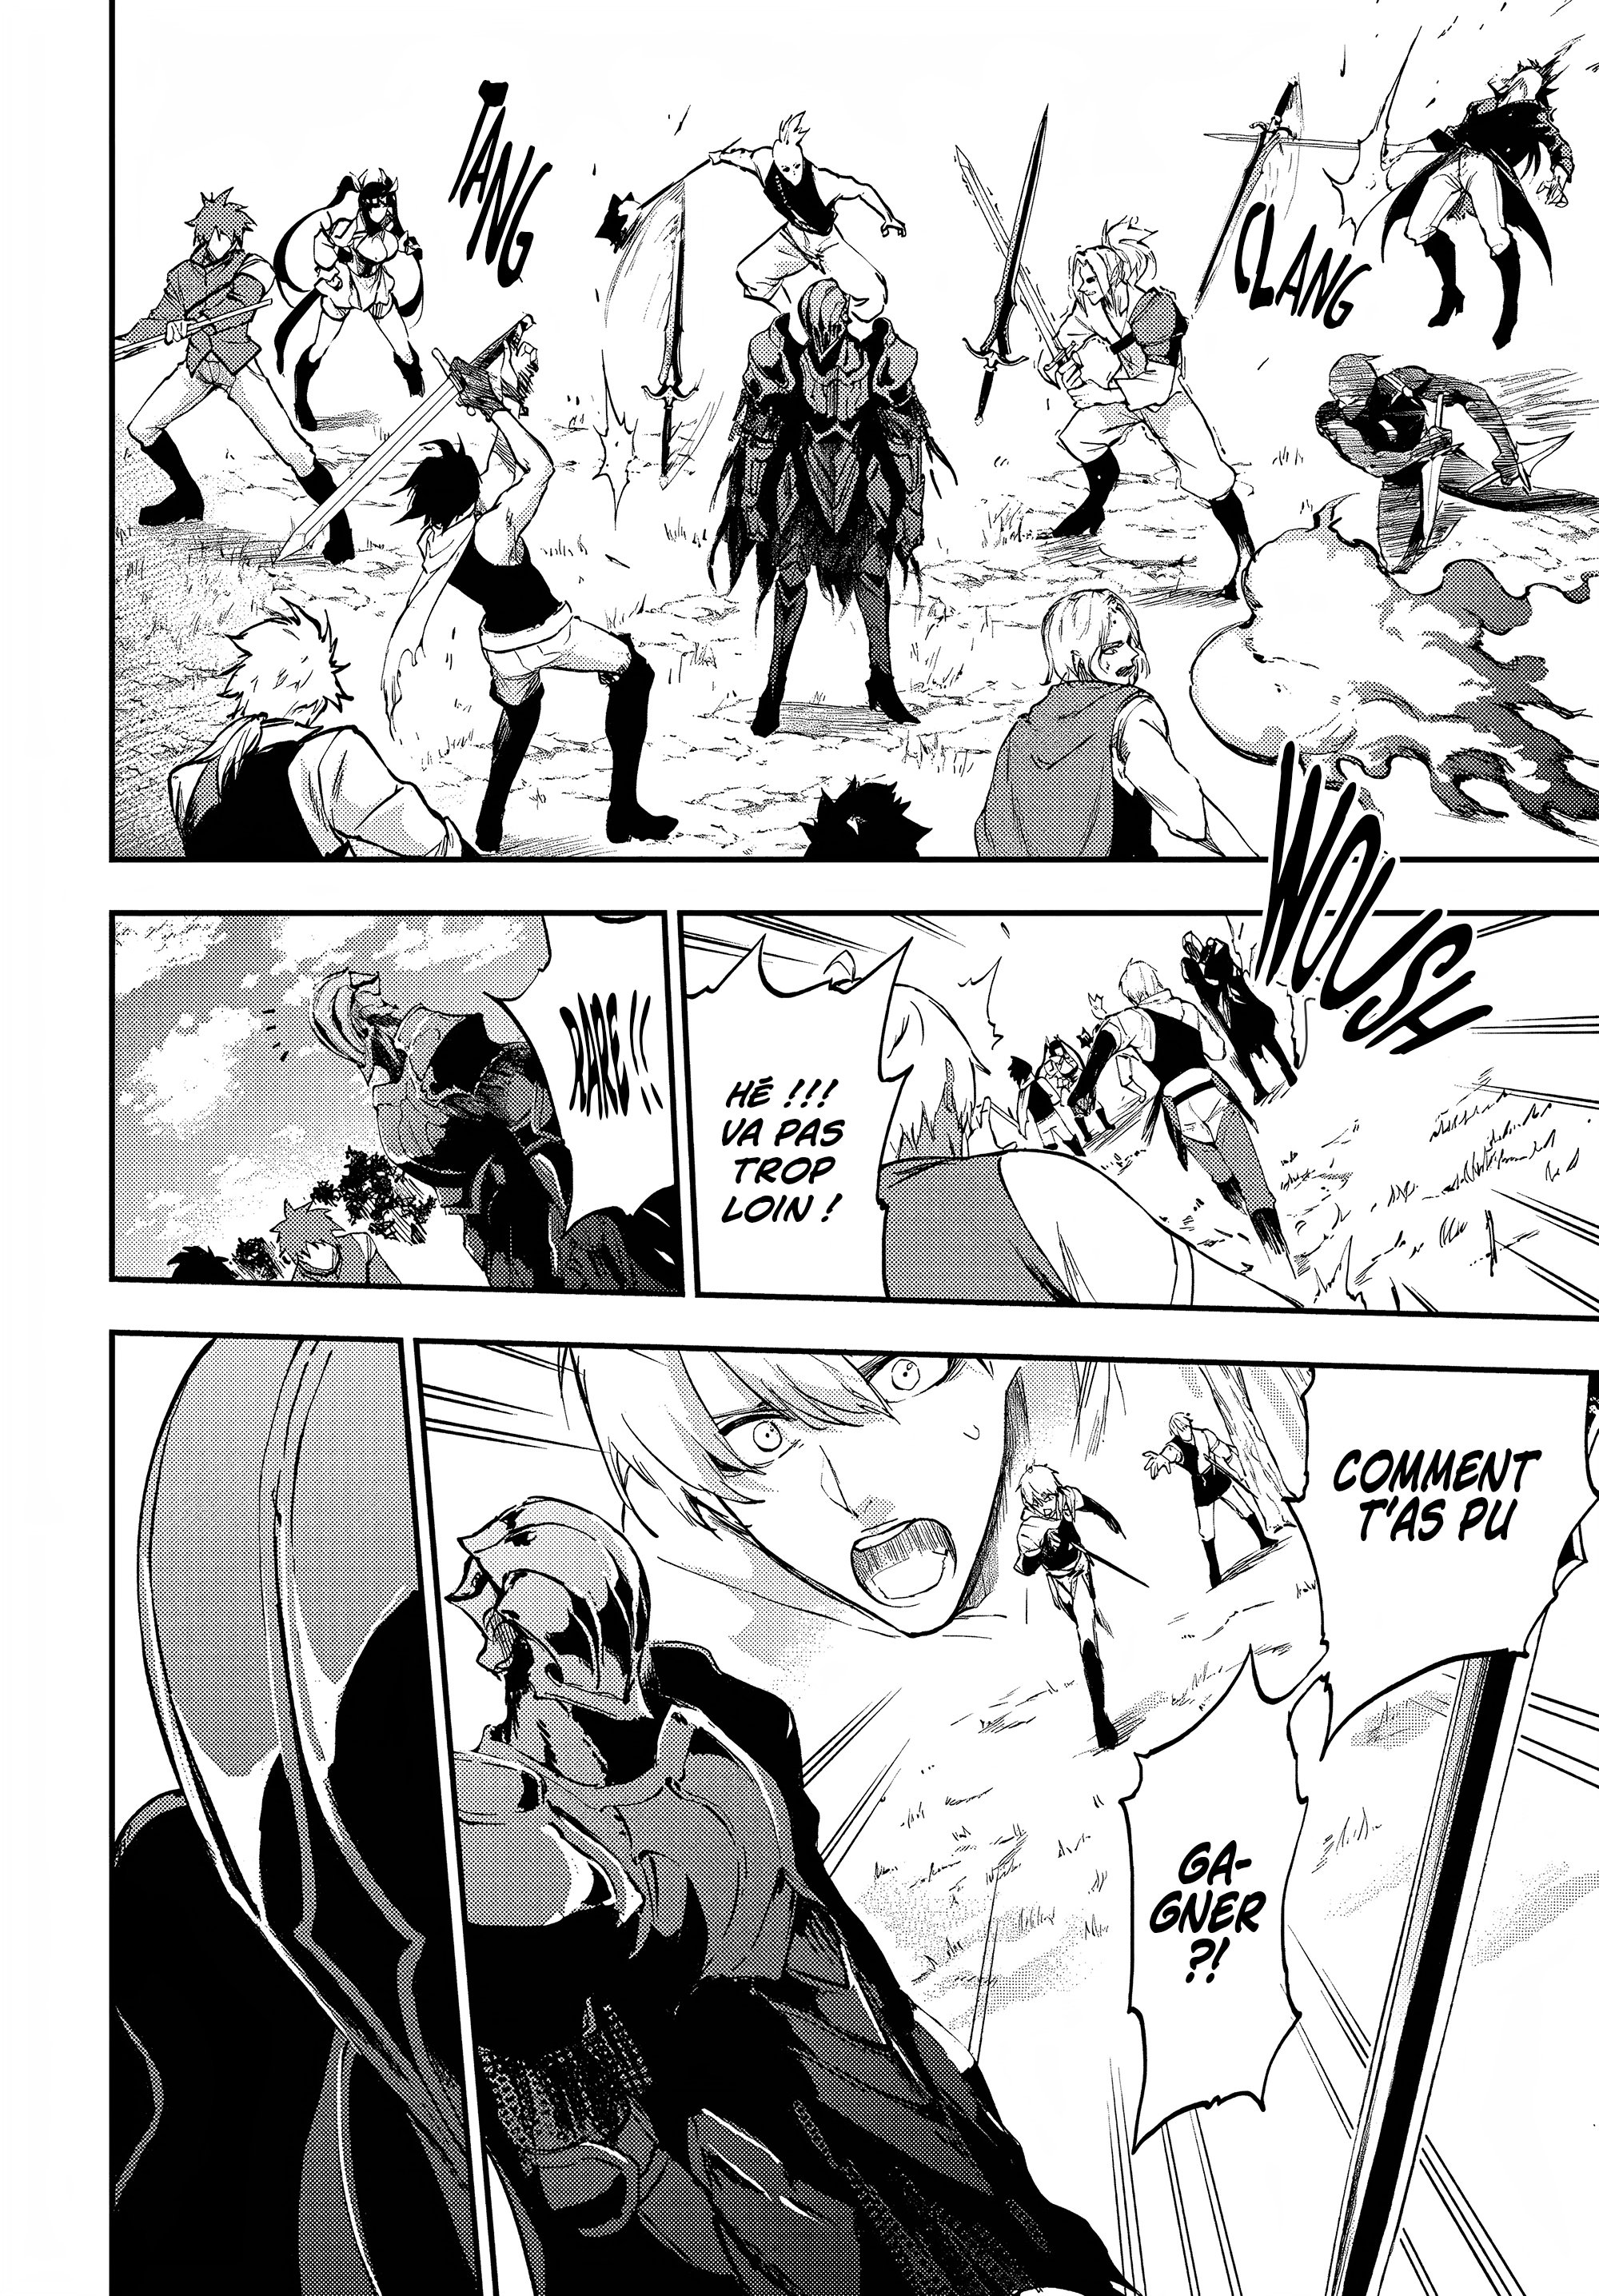 TANG
CLANG
WOUSH
HÉ !!!
VA PAS
TROP
LOIN !
RARE !!
COMMENT
T'AS PU
GA-
GNER
?!